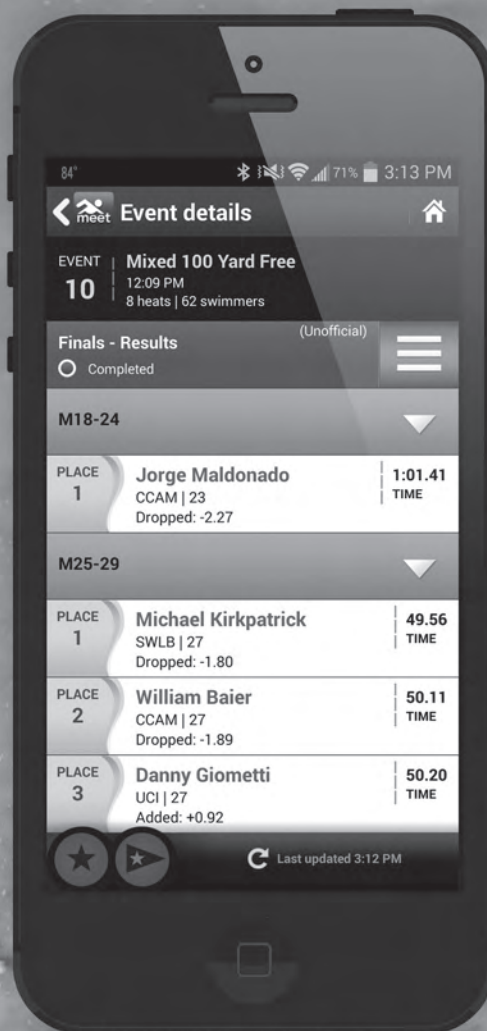 84°
71% 3:13 PM
meet Event details
EVENT
10
Mixed 100 Yard Free
12:09 PM
8 heats | 62 swimmers
Finals - Results
(Unofficial)
Completed
M18-24
PLACE
1
Jorge Maldonado
CCAM | 23
Dropped: -2.27
1:01.41
TIME
M25-29
PLACE
1
Michael Kirkpatrick
SWLB | 27
Dropped: -1.80
49.56
TIME
PLACE
2
William Baier
CCAM | 27
Dropped: -1.89
50.11
TIME
PLACE
3
Danny Giometti
UCI | 27
Added: +0.92
50.20
TIME
Last updated 3:12 PM